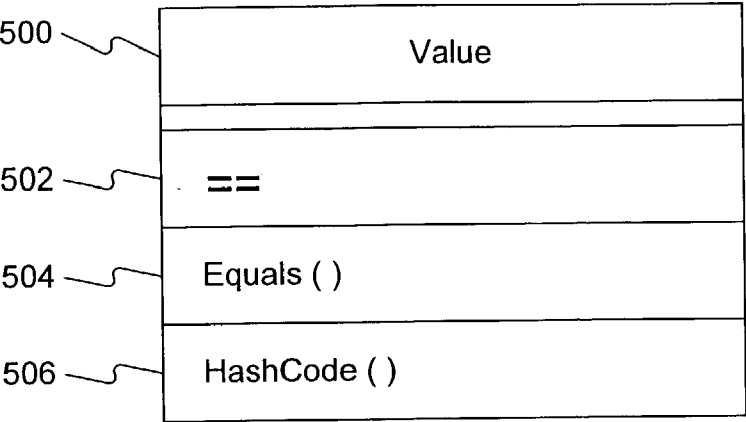 500
Value
502
==
504
Equals ( )
506
HashCode ( )